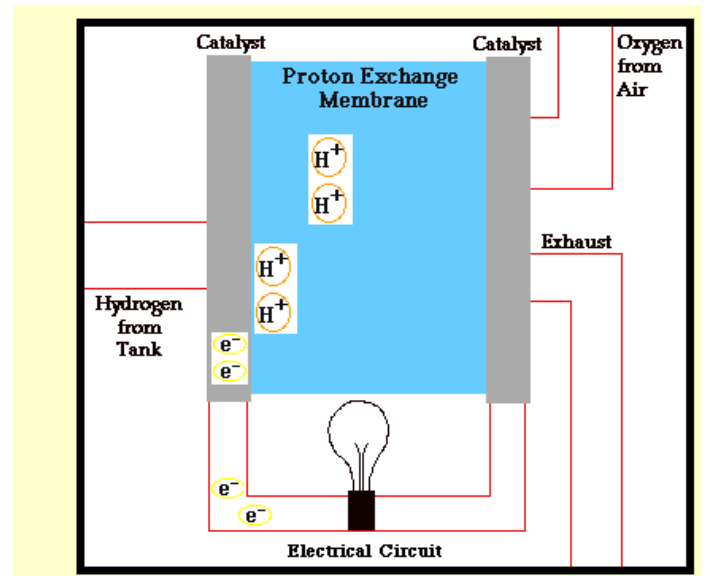 Catalyst
Catalyst
Oxygen
from
Air
Proton Exchange
Membrane
H+
H+
H+
H+
Exhaust
Hydrogen
from
Tank
e−
e−
e−
e−
Electrical Circuit